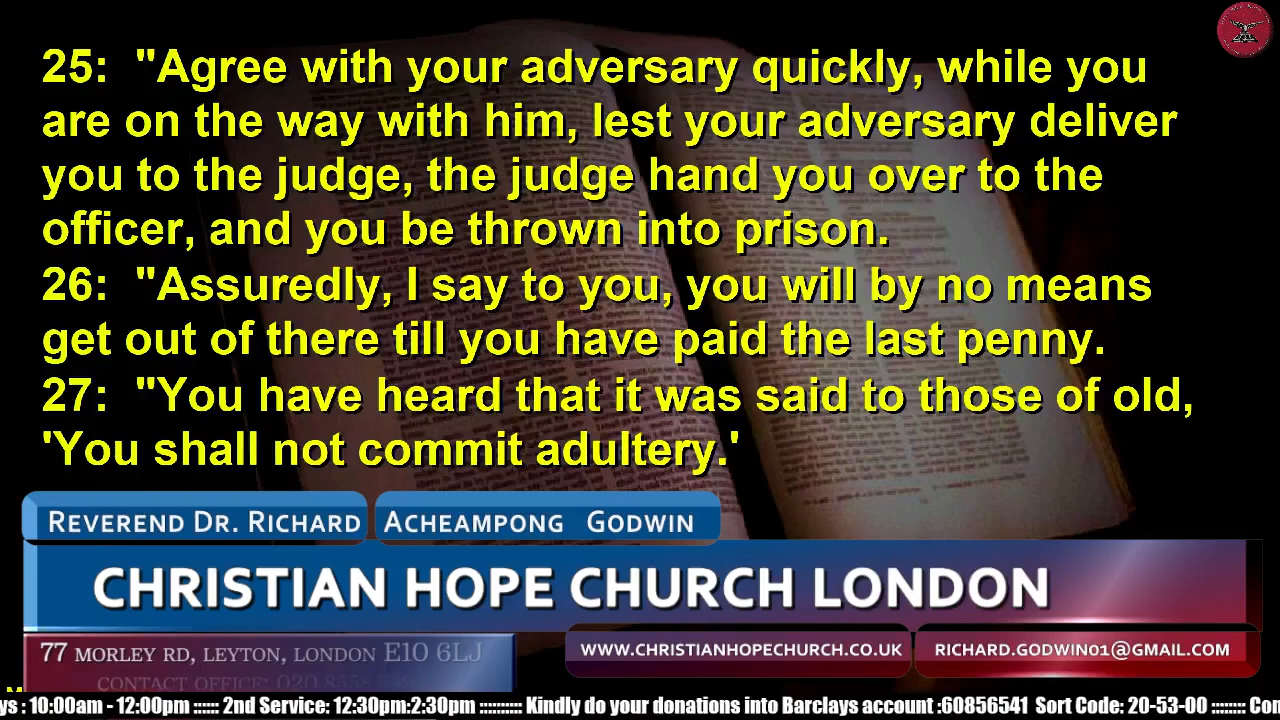 25:  "Agree with your adversary quickly, while you
are on the way with him, lest your adversary deliver
you to the judge, the judge hand you over to the
officer, and you be thrown into prison.
26:  "Assuredly, I say to you, you will by no means
get out of there till you have paid the last penny.
27:  "You have heard that it was said to those of old,
'You shall not commit adultery.'
REVEREND DR. RICHARD ACHEAMPONG GODWIN
CHRISTIAN HOPE CHURCH LONDON
77 MORLEY RD, LEYTON, LONDON E10 6LJ
CONTACT OFFICE: 020 8558
WWW.CHRISTIANHOPECHURCH.CO.UK
RICHARD.GODWIN01@GMAIL.COM
ys : 10:00am - 12:00pm :::::: 2nd Service: 12:30pm:2:30pm :::::::::: Kindly do your donations into Barclays account :60856541 Sort Code: 20-53-00 :::::::: Con